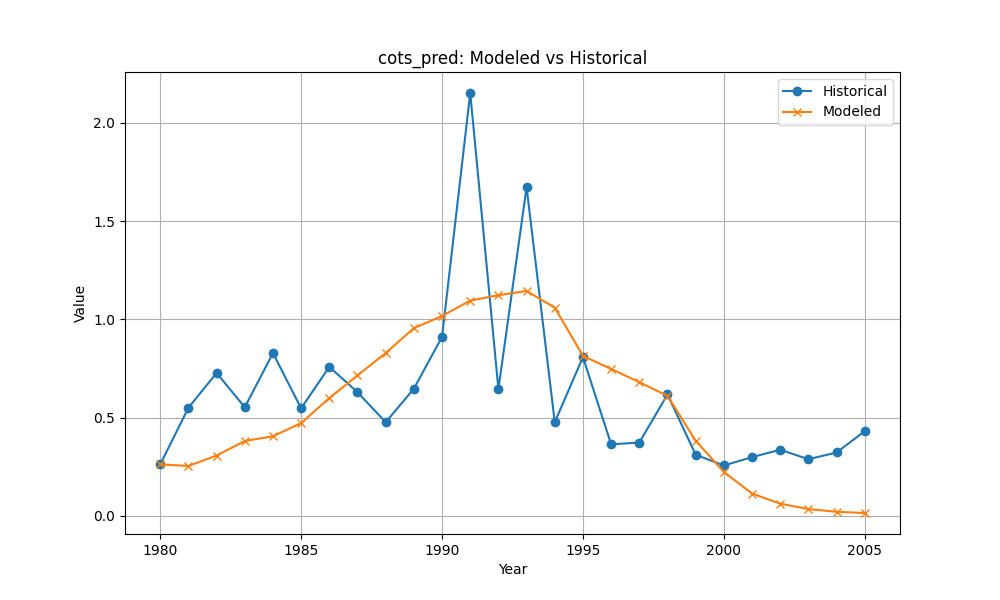 cots_pred: Modeled vs Historical
Historical
Modeled
Value
2.0
1.5
1.0
0.5
0.0
1980 1985 1990 1995 2000 2005
Year